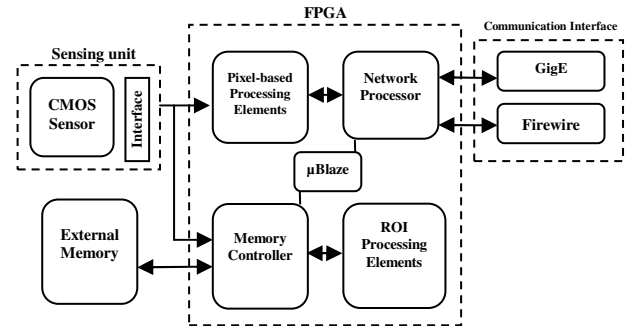 FPGA
Communication Interface
Sensing unit
CMOS
Sensor
Interface
Pixel-based
Processing
Elements
Network
Processor
GigE
Firewire
µBlaze
External
Memory
Memory
Controller
ROI
Processing
Elements